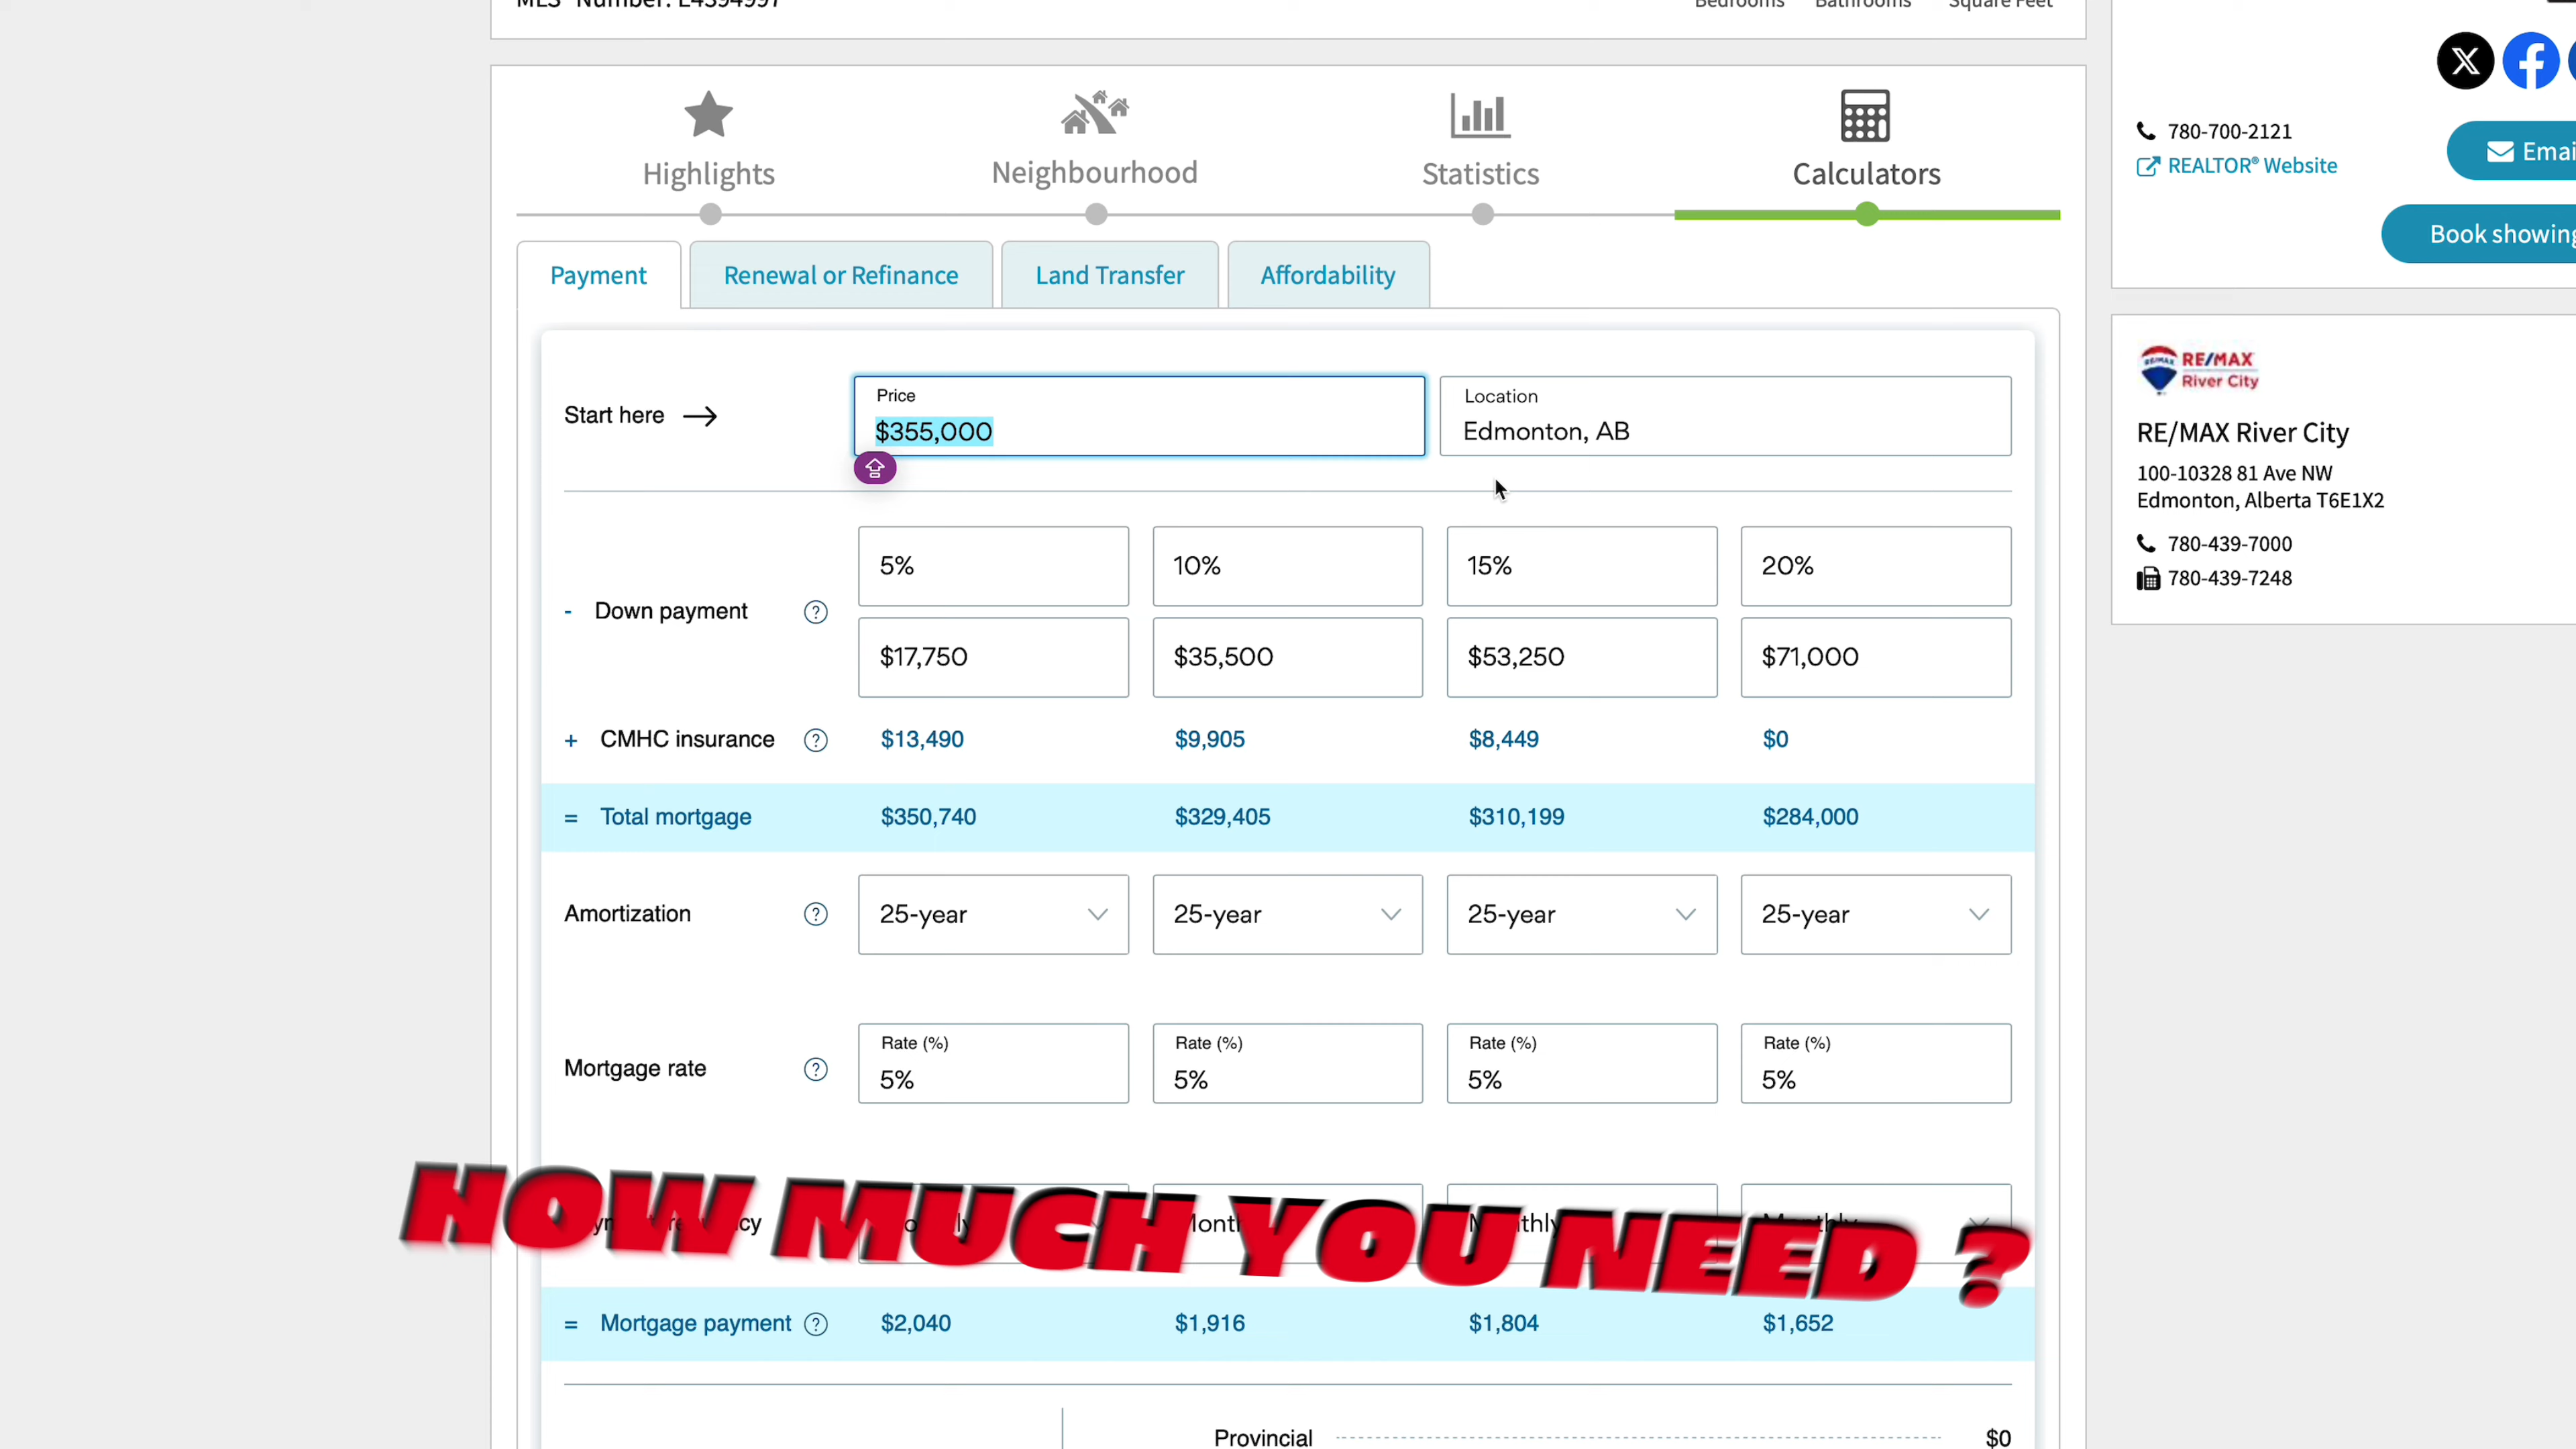 MLS® Number: E4394997
Bedrooms Bathrooms Square Feet
Highlights Neighbourhood Statistics Calculators
780-700-2121
REALTOR® Website
Emai
Book showing
Payment Renewal or Refinance Land Transfer Affordability
Start here →
Price
$355,000
Location
Edmonton, AB
RE/MAX
River City
RE/MAX River City
100-10328 81 Ave NW
Edmonton, Alberta T6E1X2
780-439-7000
780-439-7248
5% 10% 15% 20%
- Down payment ?
$17,750 $35,500 $53,250 $71,000
+ CMHC insurance ? $13,490 $9,905 $8,449 $0
= Total mortgage $350,740 $329,405 $310,199 $284,000
Amortization ? 25-year 25-year 25-year 25-year
Rate (%) Rate (%) Rate (%) Rate (%)
Mortgage rate ? 5% 5% 5% 5%
HOW MUCH YOU NEED ?
= Mortgage payment ? $2,040 $1,916 $1,804 $1,652
Provincial $0